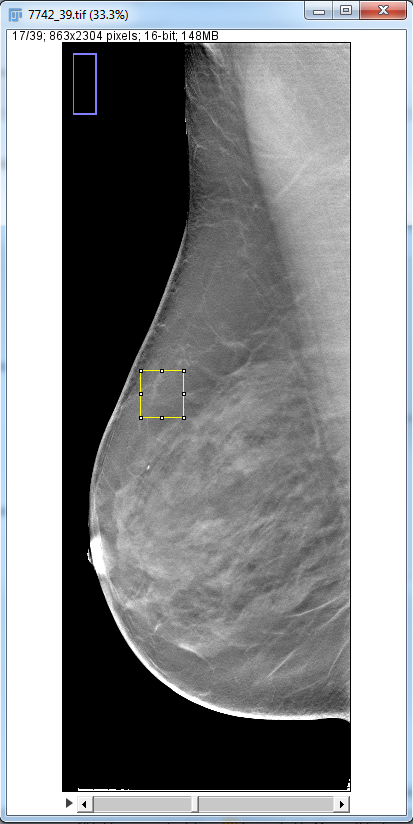 7742_39.tif (33.3%)
17/39; 863x2304 pixels; 16-bit; 148MB